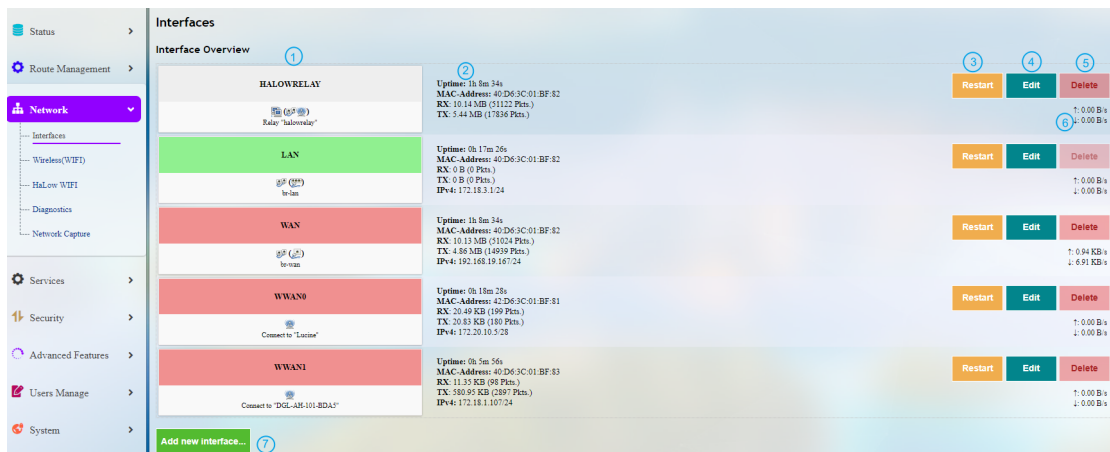 Status
Route Management
Network
Interfaces
Wireless(WIFI)
HaLow WIFI
Diagnostics
Network Capture
Services
Security
Advanced Features
Users Manage
System
Interfaces
Interface Overview
1
2
3
4
5
HALOWRELAY
Relay "halowrelay"
Uptime: 1h 8m 34s
MAC-Address: 40:D6:3C:01:BF:82
RX: 10.14 MB (51122 Pkts.)
TX: 5.44 MB (17836 Pkts.)
Restart Edit Delete
↑: 0.00 B/s
6 ↓: 0.00 B/s
LAN
br-lan
Uptime: 0h 17m 26s
MAC-Address: 40:D6:3C:01:BF:82
RX: 0 B (0 Pkts.)
TX: 0 B (0 Pkts.)
IPv4: 172.18.3.1/24
Restart Edit Delete
↑: 0.00 B/s
↓: 0.00 B/s
WAN
br-wan
Uptime: 1h 8m 34s
MAC-Address: 40:D6:3C:01:BF:82
RX: 10.13 MB (51024 Pkts.)
TX: 4.86 MB (14939 Pkts.)
IPv4: 192.168.19.167/24
Restart Edit Delete
↑: 0.94 KB/s
↓: 6.91 KB/s
WWAN0
Connect to "Lucine"
Uptime: 0h 18m 28s
MAC-Address: 42:D6:3C:01:BF:81
RX: 20.49 KB (199 Pkts.)
TX: 20.83 KB (180 Pkts.)
IPv4: 172.20.10.5/28
Restart Edit Delete
↑: 0.00 B/s
↓: 0.00 B/s
WWAN1
Connect to "DGL-AH-101-BDA5"
Uptime: 0h 5m 56s
MAC-Address: 40:D6:3C:01:BF:83
RX: 11.35 KB (98 Pkts.)
TX: 580.95 KB (2897 Pkts.)
IPv4: 172.18.1.107/24
Restart Edit Delete
↑: 0.00 B/s
↓: 0.00 B/s
Add new interface... 7